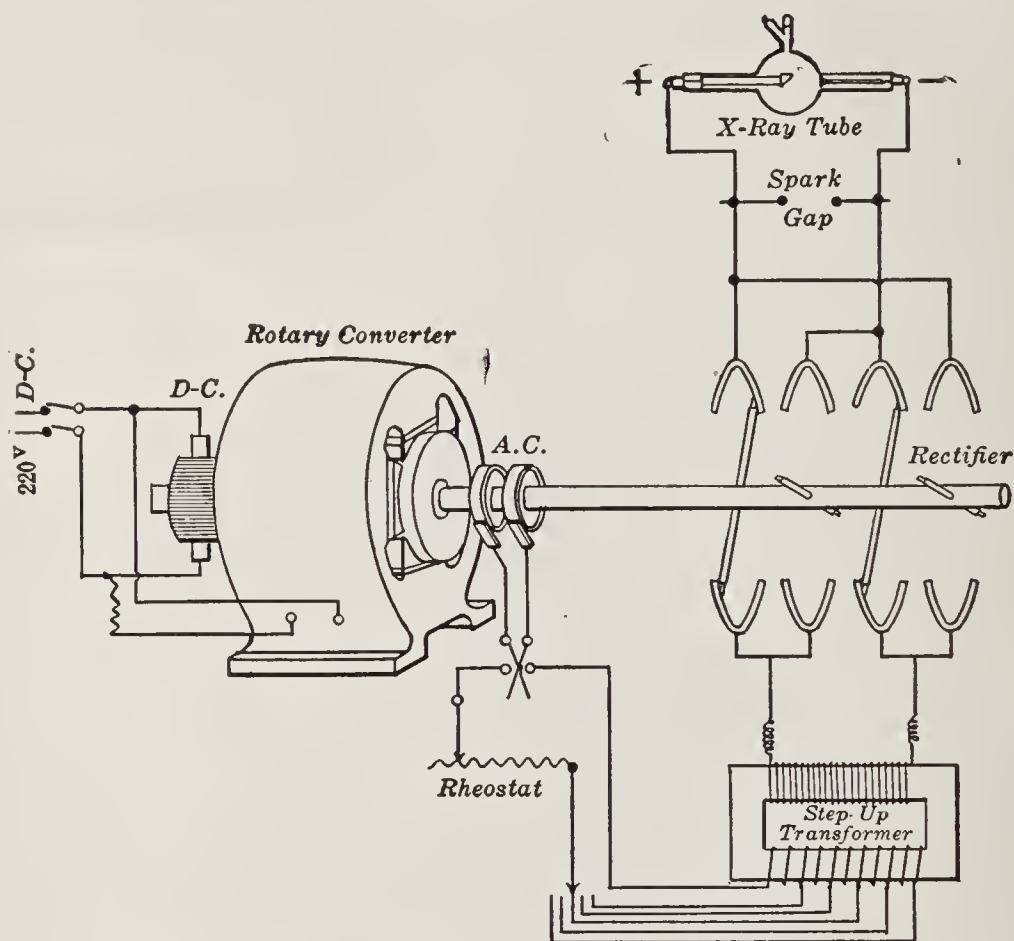 + −
X-Ray Tube
Spark
Gap
Rotary Converter
D-C.
D-C.
220V
A.C.
Rectifier
Rheostat
Step-Up
Transformer